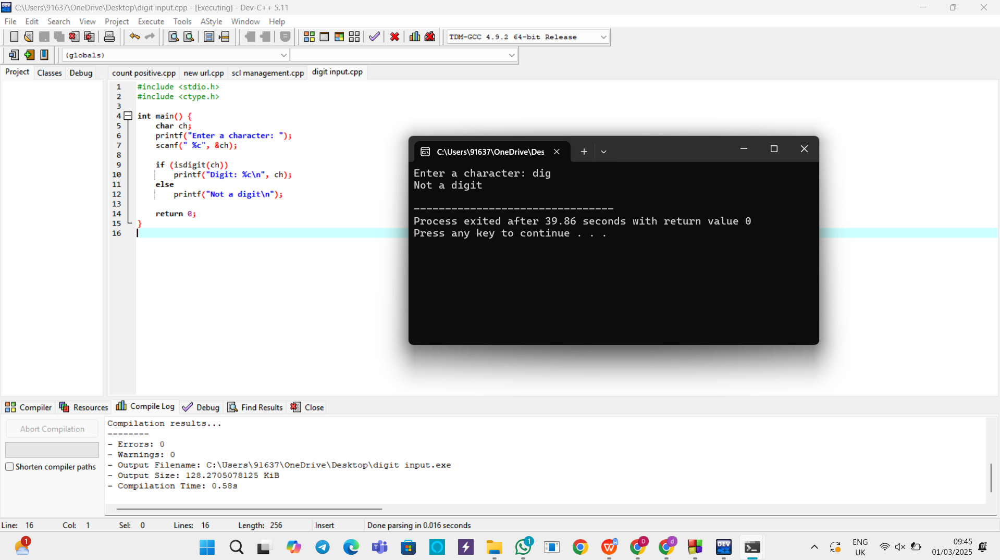 C:\Users\91637\OneDrive\Desktop\digit input.cpp - [Executing] - Dev-C++ 5.11
File Edit Search View Project Execute Tools AStyle Window Help
TDM-GCC 4.9.2 64-bit Release
(globals)
Project Classes Debug
count positive.cpp new url.cpp scl management.cpp digit input.cpp
1 #include <stdio.h>
2 #include <ctype.h>
3
4 int main() {
5 char ch;
6 printf("Enter a character: ");
7 scanf(" %c", &ch);
8
9 if (isdigit(ch))
10 printf("Digit: %c\n", ch);
11 else
12 printf("Not a digit\n");
13
14 return 0;
15 }
16
C:\Users\91637\OneDrive\Des
Enter a character: dig
Not a digit
--------------------------------
Process exited after 39.86 seconds with return value 0
Press any key to continue . . .
Compiler Resources Compile Log Debug Find Results Close
Abort Compilation
Shorten compiler paths
Compilation results...
--------
- Errors: 0
- Warnings: 0
- Output Filename: C:\Users\91637\OneDrive\Desktop\digit input.exe
- Output Size: 128.2705078125 KiB
- Compilation Time: 0.58s
Line: 16 Col: 1 Sel: 0 Lines: 16 Length: 256 Insert Done parsing in 0.016 seconds
1
1
W
D
d
DEV
C++
ENG
UK
09:45
01/03/2025